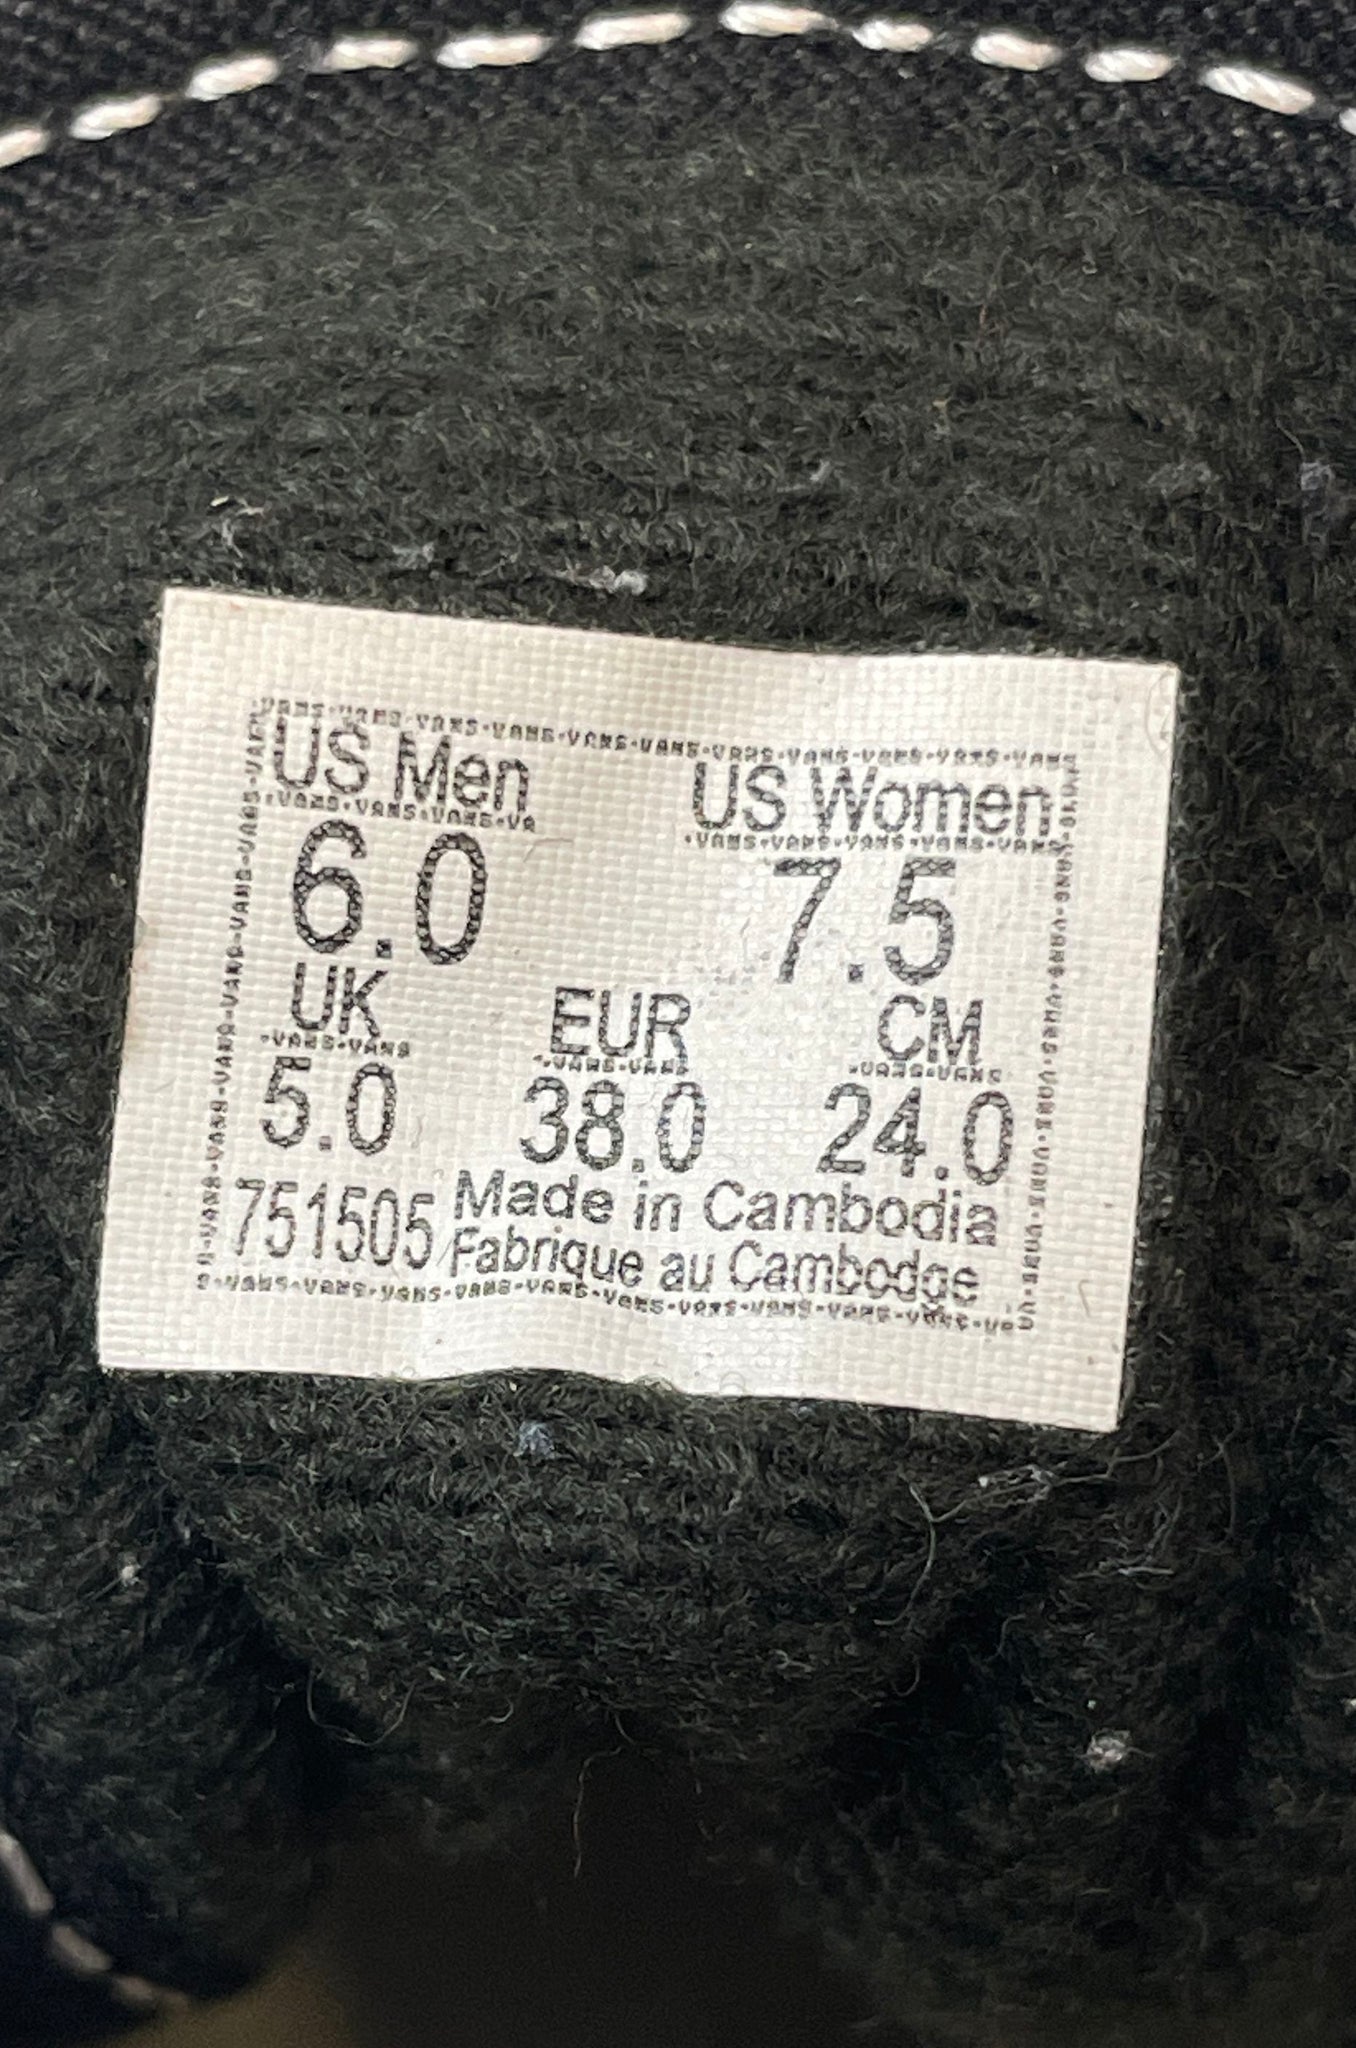 US Men US Women
6.0 7.5
UK EUR CM
5.0 38.0 24.0
751505 Made in Cambodia
Fabrique au Cambodge